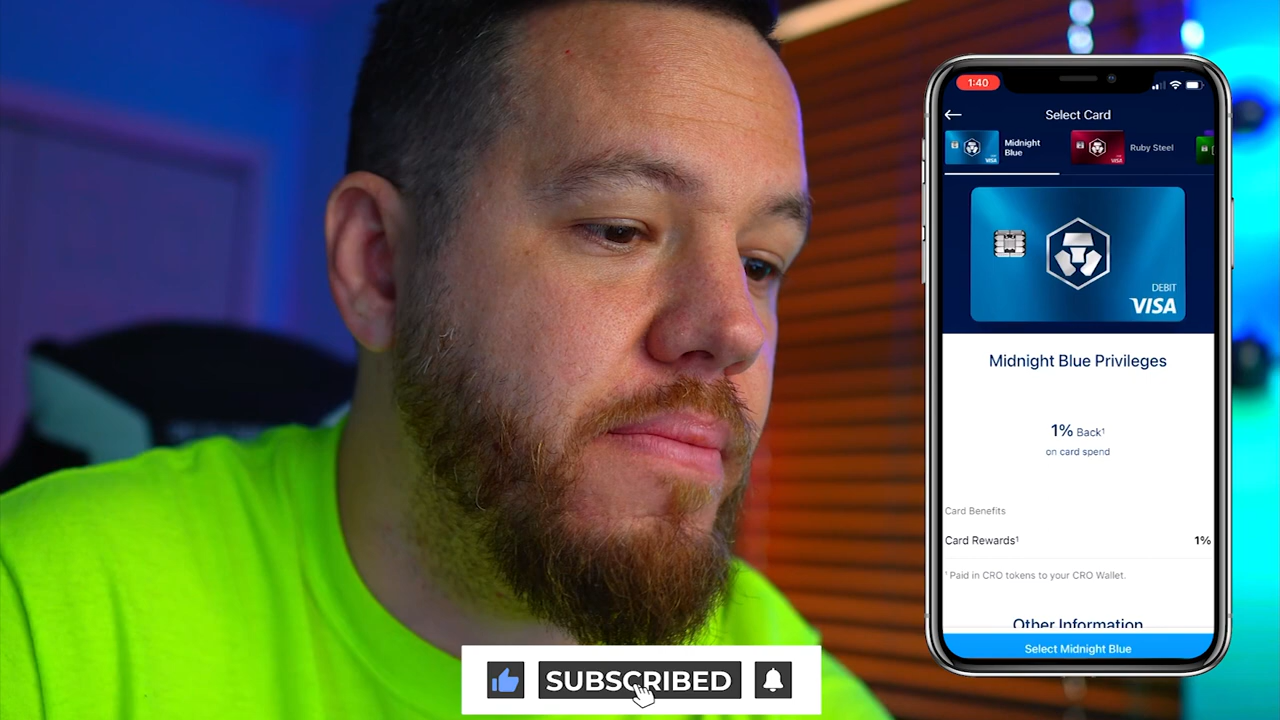 1:40
Select Card
Midnight
Blue
VISA
Ruby Steel
VISA
DEBIT
VISA
Midnight Blue Privileges
1% Back¹
on card spend
Card Benefits
Card Rewards¹ 1%
¹ Paid in CRO tokens to your CRO Wallet.
Other Information
Select Midnight Blue
SUBSCRIBED